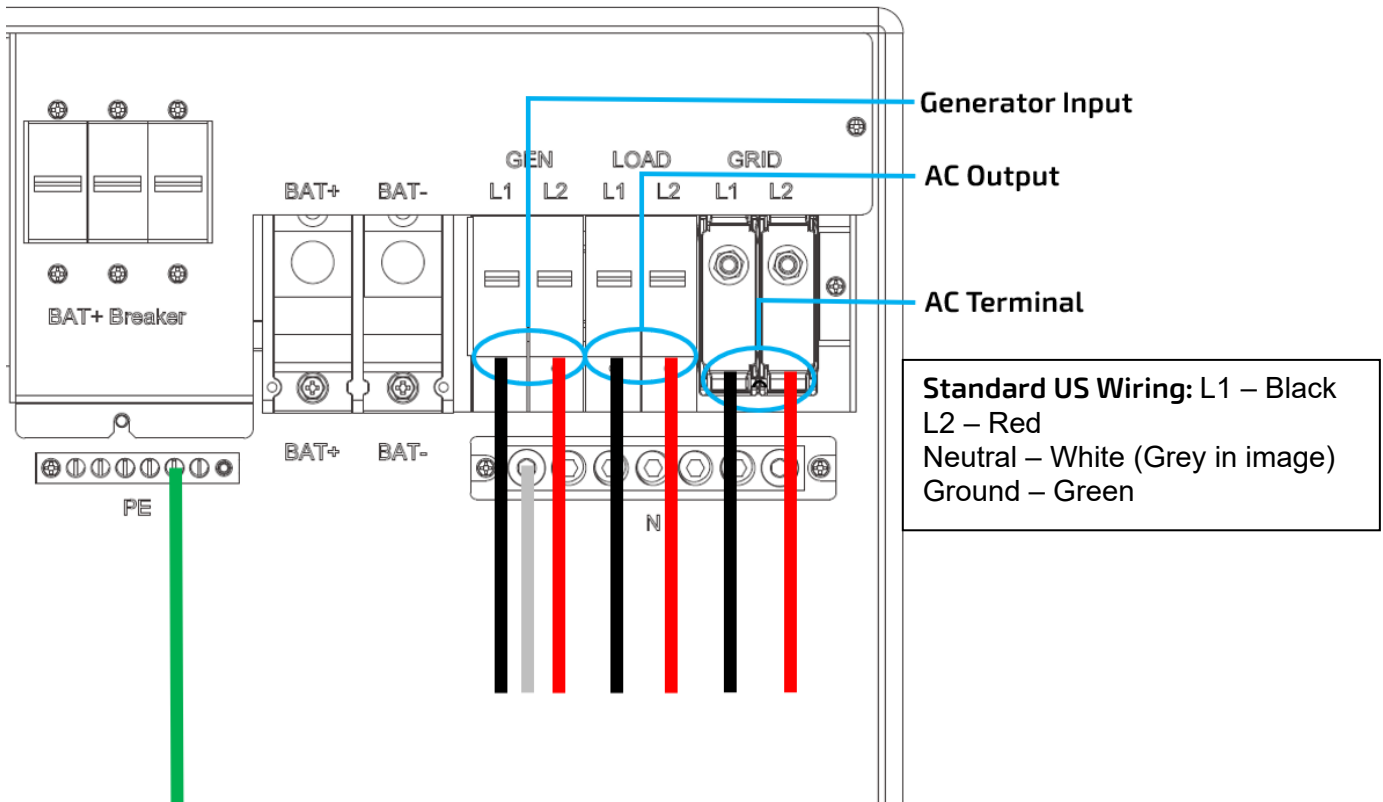 Generator Input
GEN LOAD GRID
AC Output
BAT+ BAT- L1 L2 L1 L2 L1 L2
AC Terminal
BAT+ Breaker
Standard US Wiring: L1 – Black
L2 – Red
Neutral – White (Grey in image)
Ground – Green
BAT+ BAT-
PE
N